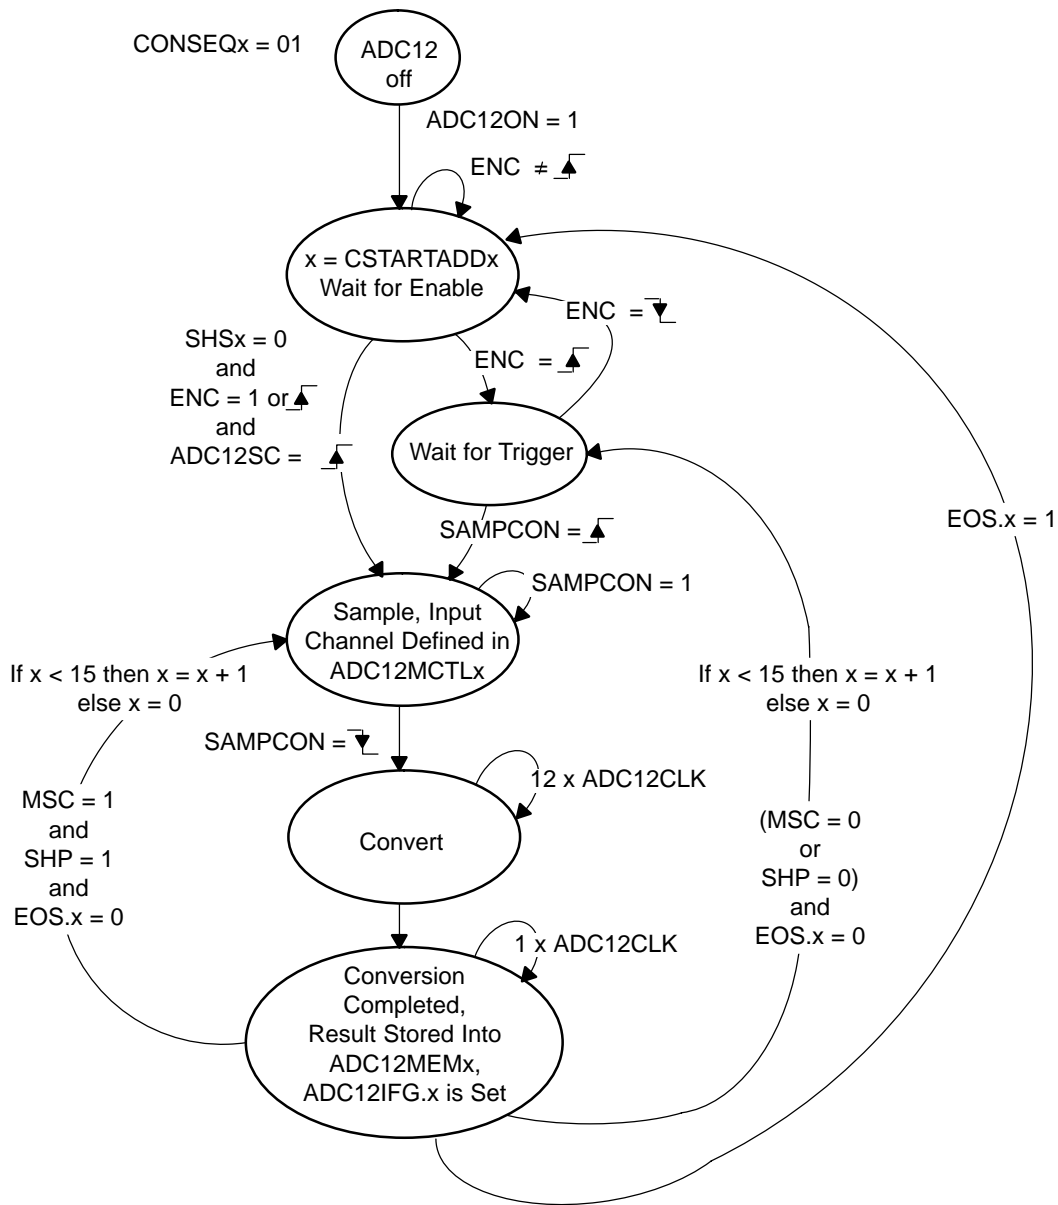 CONSEQx = 01
ADC12
off
ADC12ON = 1
ENC ≠
x = CSTARTADDx
Wait for Enable
ENC =
SHSx = 0
and
ENC = 1 or
and
ADC12SC =
ENC =
Wait for Trigger
SAMPCON =
EOS.x = 1
SAMPCON = 1
Sample, Input
Channel Defined in
ADC12MCTLx
If x < 15 then x = x + 1
else x = 0
If x < 15 then x = x + 1
else x = 0
SAMPCON =
12 x ADC12CLK
MSC = 1
and
SHP = 1
and
EOS.x = 0
Convert
(MSC = 0
or
SHP = 0)
and
EOS.x = 0
1 x ADC12CLK
Conversion
Completed,
Result Stored Into
ADC12MEMx,
ADC12IFG.x is Set